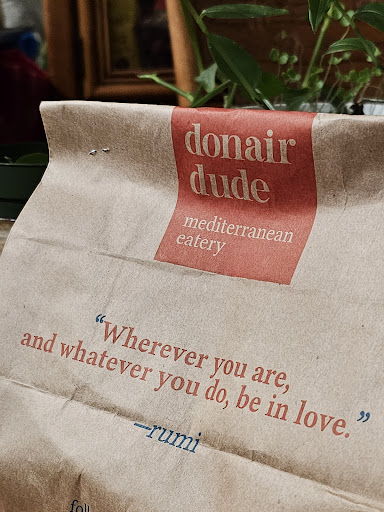 donair
dude
mediterranean
eatery
“Wherever you are,
and whatever you do, be in love.”
—rumi